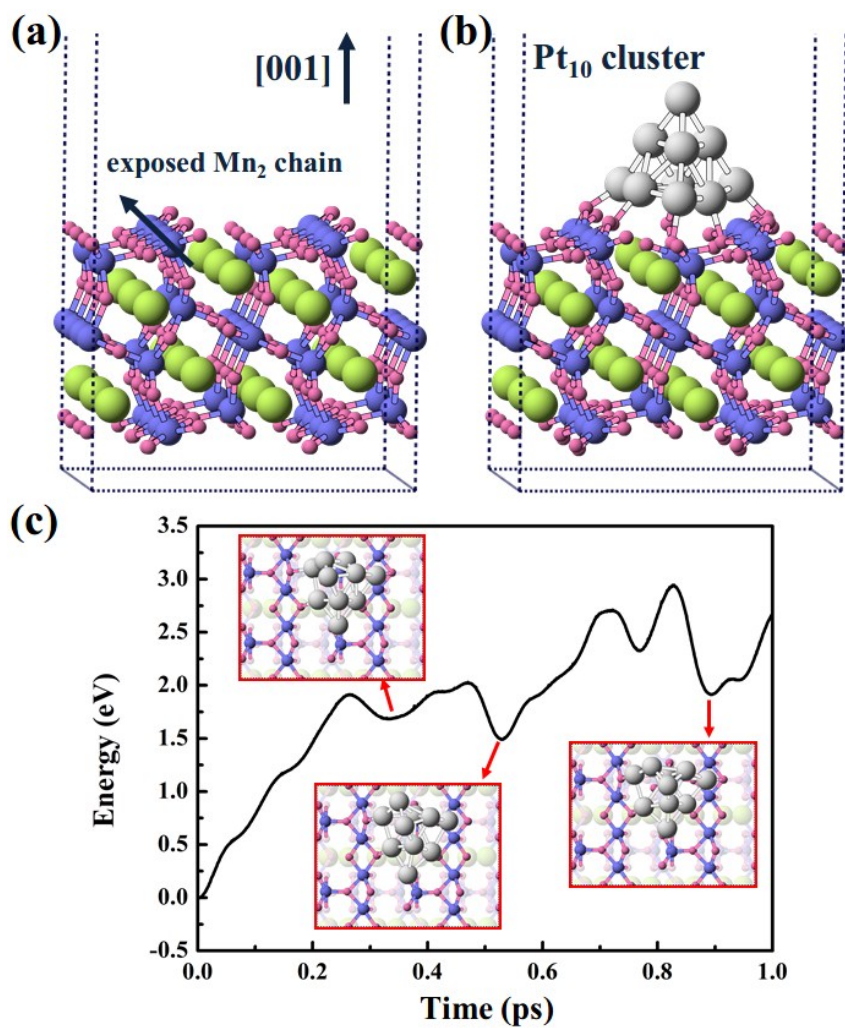 (a)
[001]
exposed Mn₂ chain
(b)
Pt₁₀ cluster
(c)
3.5
3.0
2.5
2.0
1.5
1.0
0.5
0.0
-0.5
Energy (eV)
0.0 0.2 0.4 0.6 0.8 1.0
Time (ps)